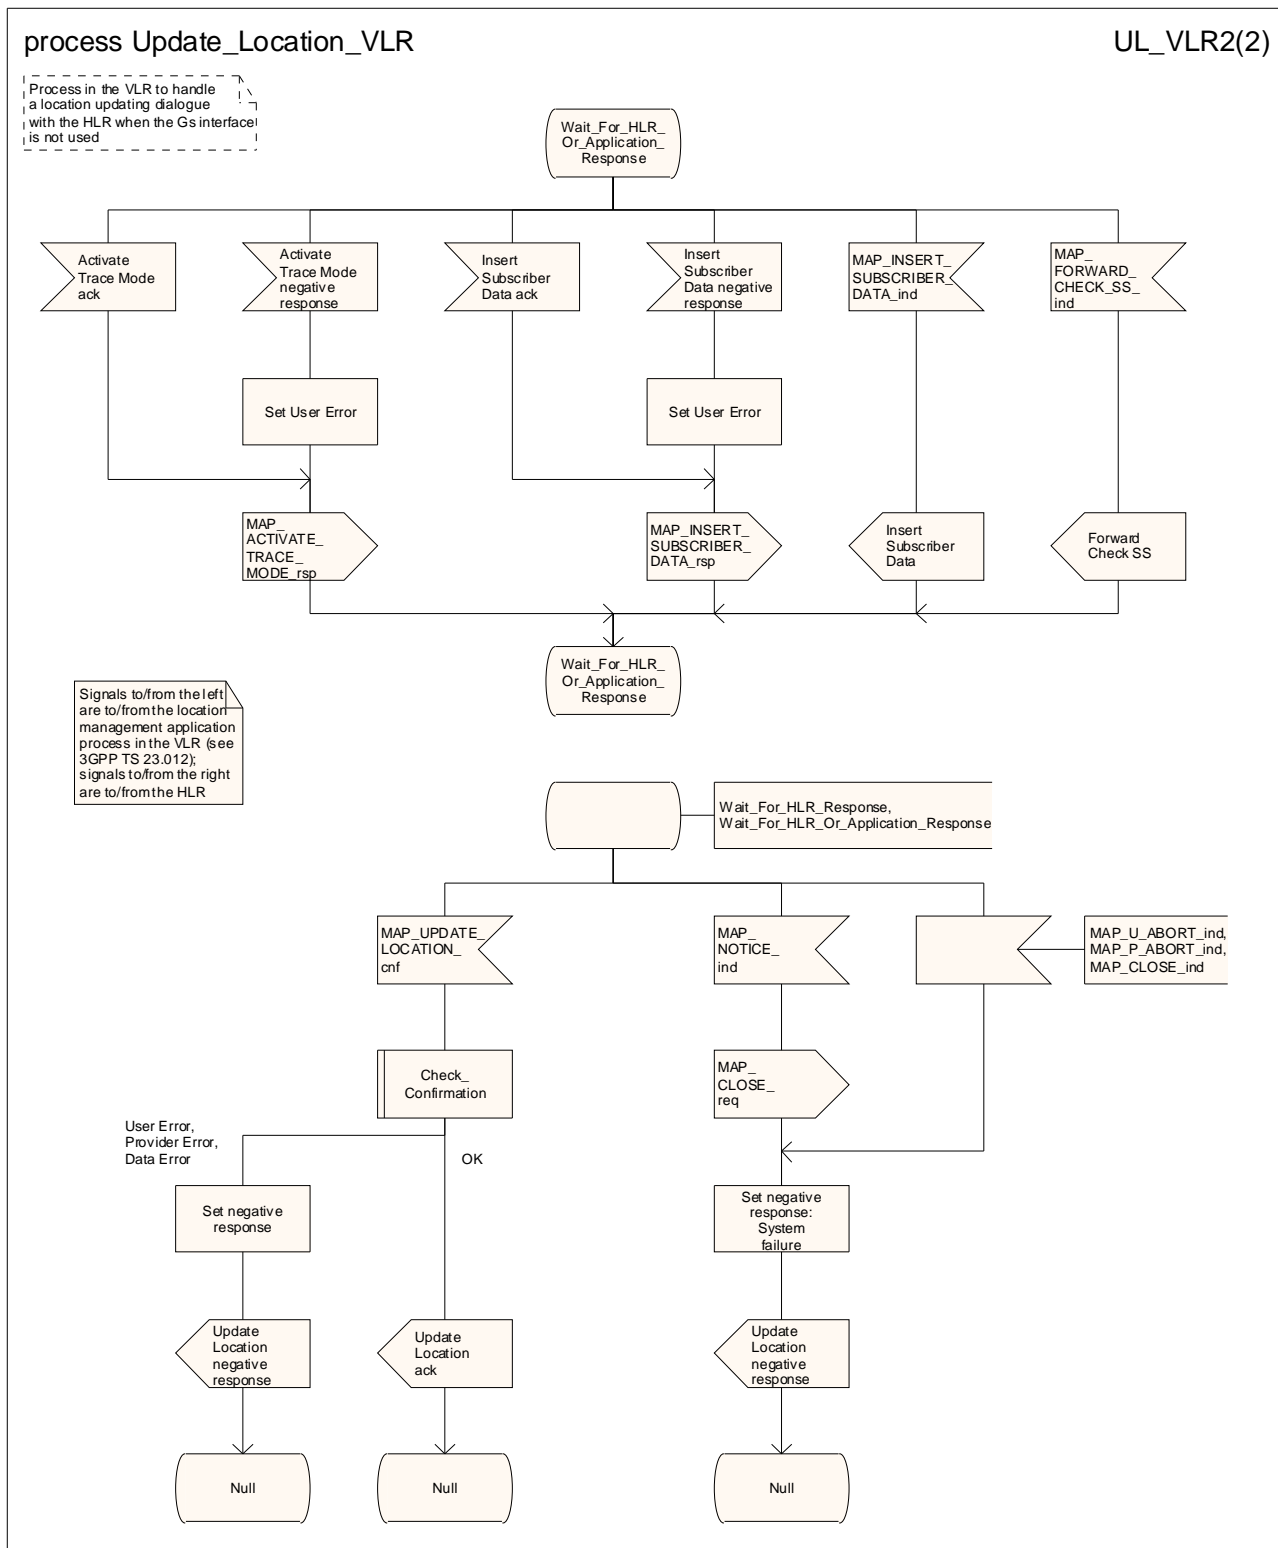 process Update_Location_VLR
UL_VLR2(2)
Process in the VLR to handle
a location updating dialogue
with the HLR when the Gs interface
is not used
Wait_For_HLR_
Or_Application_
Response
Activate
Trace Mode
ack
Activate
Trace Mode
negative
response
Insert
Subscriber
Data ack
Insert
Subscriber
Data negative
response
MAP_INSERT_
SUBSCRIBER_
DATA_ind
MAP_
FORWARD_
CHECK_SS_
ind
Set User Error
Set User Error
MAP_
ACTIVATE_
TRACE_
MODE_rsp
MAP_INSERT_
SUBSCRIBER_
DATA_rsp
Insert
Subscriber
Data
Forward
Check SS
Wait_For_HLR_
Or_Application_
Response
Signals to/from the left
are to/from the location
management application
process in the VLR (see
3GPP TS 23.012);
signals to/from the right
are to/from the HLR
Wait_For_HLR_Response,
Wait_For_HLR_Or_Application_Response
MAP_UPDATE_
LOCATION_
cnf
MAP_
NOTICE_
ind
MAP_U_ABORT_ind,
MAP_P_ABORT_ind,
MAP_CLOSE_ind
Check_
Confirmation
MAP_
CLOSE_
req
User Error,
Provider Error,
Data Error
OK
Set negative
response
Set negative
response:
System
failure
Update
Location
negative
response
Update
Location
ack
Update
Location
negative
response
Null
Null
Null